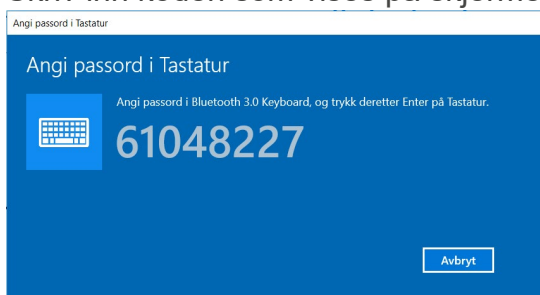 Angi passord i Tastatur
Angi passord i Tastatur
Angi passord i Bluetooth 3.0 Keyboard, og trykk deretter Enter på Tastatur.
61048227
Avbryt